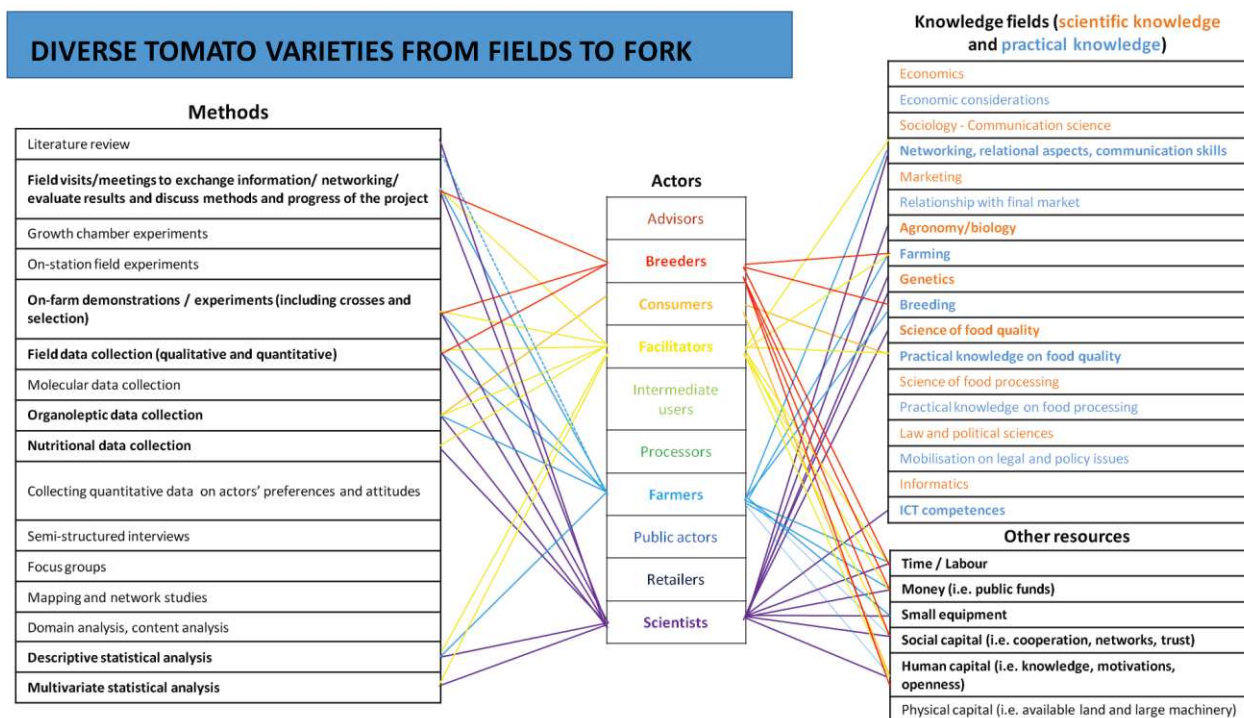 DIVERSE TOMATO VARIETIES FROM FIELDS TO FORK
Methods
Literature review
Field visits/meetings to exchange information/ networking/
evaluate results and discuss methods and progress of the project
Growth chamber experiments
On-station field experiments
On-farm demonstrations / experiments (including crosses and
selection)
Field data collection (qualitative and quantitative)
Molecular data collection
Organoleptic data collection
Nutritional data collection
Collecting quantitative data on actors’ preferences and attitudes
Semi-structured interviews
Focus groups
Mapping and network studies
Domain analysis, content analysis
Descriptive statistical analysis
Multivariate statistical analysis
Actors
Advisors
Breeders
Consumers
Facilitators
Intermediate
users
Processors
Farmers
Public actors
Retailers
Scientists
Knowledge fields (scientific knowledge
and practical knowledge)
Economics
Economic considerations
Sociology - Communication science
Networking, relational aspects, communication skills
Marketing
Relationship with final market
Agronomy/biology
Farming
Genetics
Breeding
Science of food quality
Practical knowledge on food quality
Science of food processing
Practical knowledge on food processing
Law and political sciences
Mobilisation on legal and policy issues
Informatics
ICT competences
Other resources
Time / Labour
Money (i.e. public funds)
Small equipment
Social capital (i.e. cooperation, networks, trust)
Human capital (i.e. knowledge, motivations,
openness)
Physical capital (i.e. available land and large machinery)